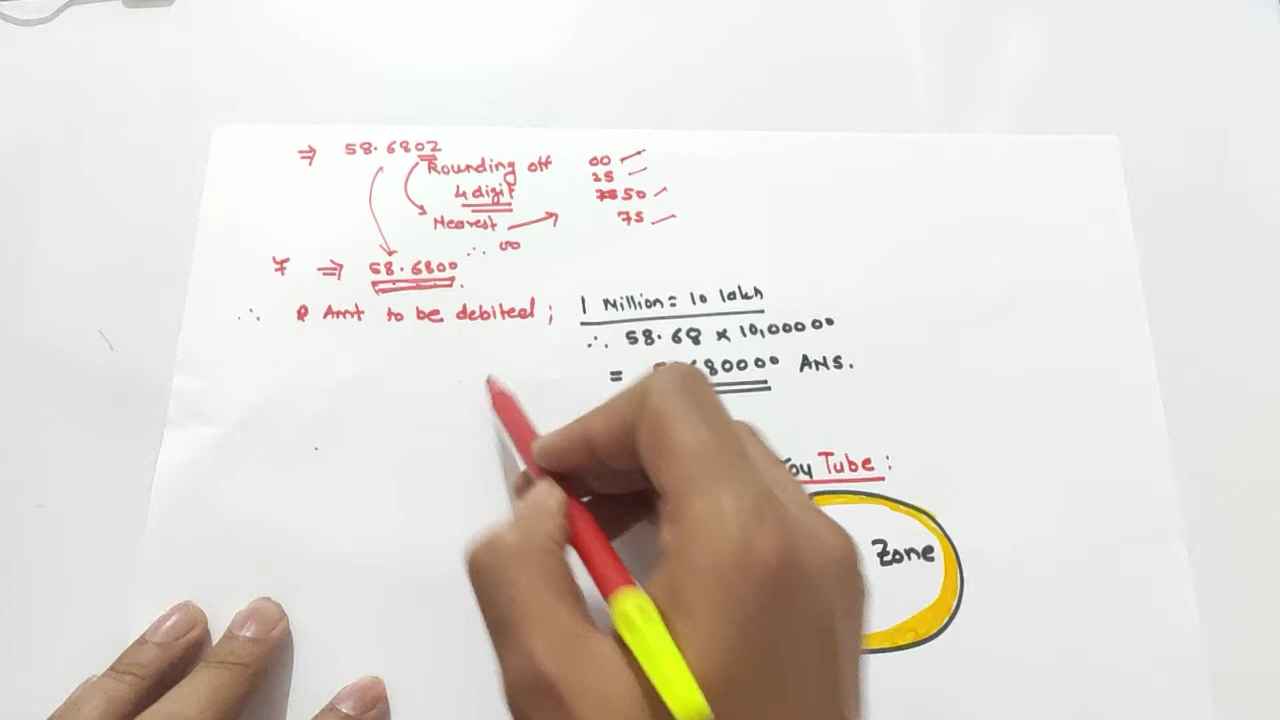 ⇒ 58.6802
Rounding off
4 digit
Nearest
00
25
50
75
∴ 00
⇒ 58.6800
∴ Amt to be debited;
1 Million = 10 lakh
∴ 58.68 × 10,00000
= 80000 ANS.
Tube:
Zone